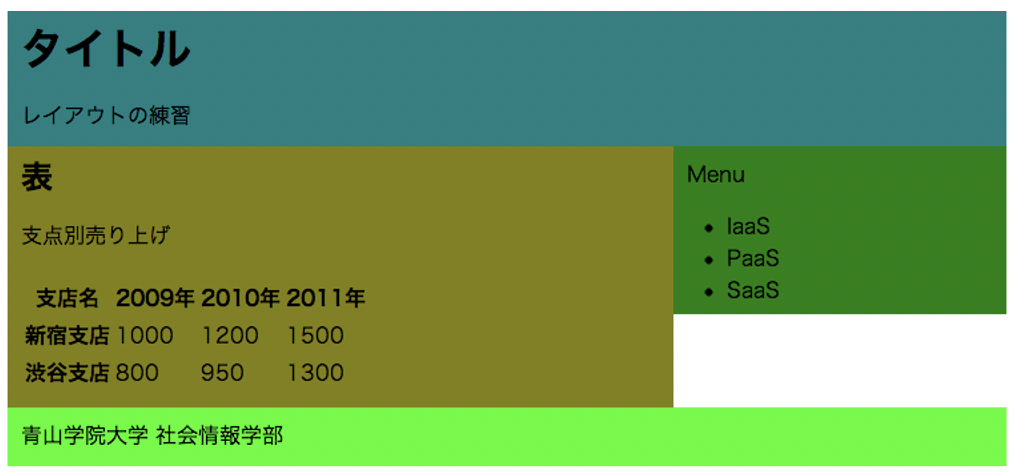 タイトル
レイアウトの練習
表
支点別売り上げ
支店名 2009年 2010年 2011年
新宿支店 1000 1200 1500
渋谷支店 800 950 1300
Menu
IaaS
PaaS
SaaS
青山学院大学 社会情報学部